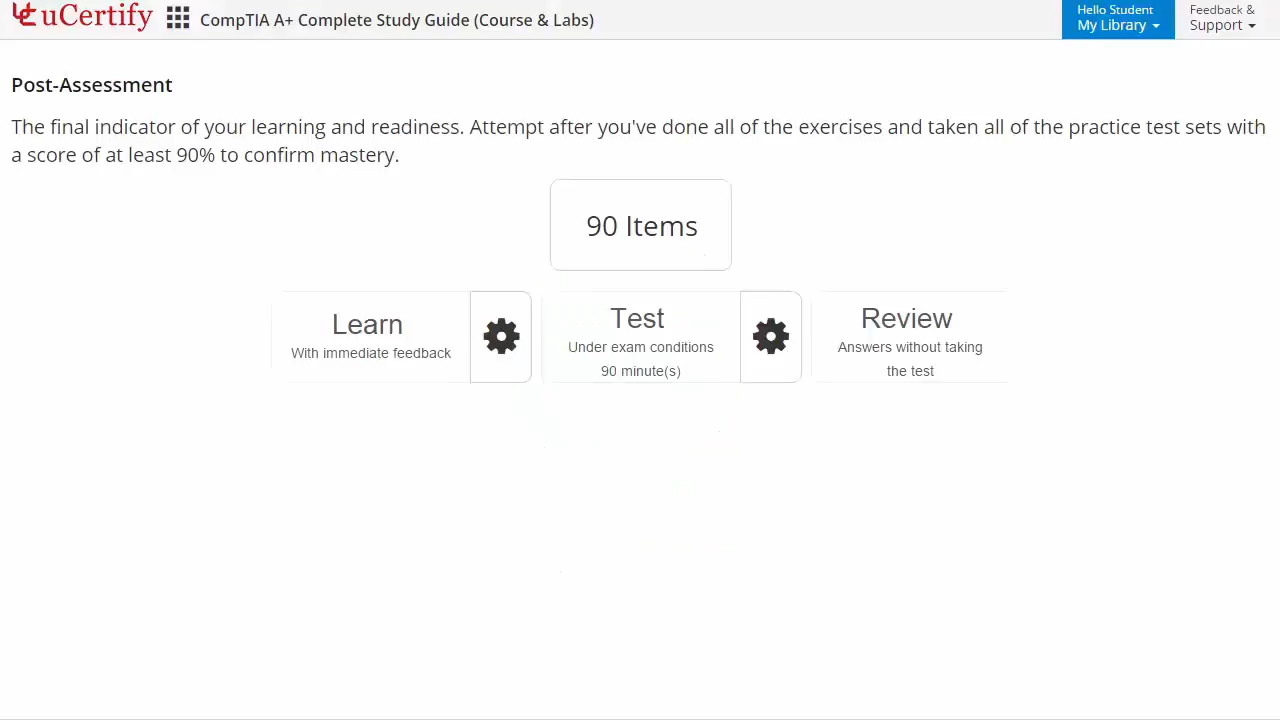 uCertify
CompTIA A+ Complete Study Guide (Course & Labs)
Hello Student
My Library
Feedback &
Support
Post-Assessment
The final indicator of your learning and readiness. Attempt after you've done all of the exercises and taken all of the practice test sets with
a score of at least 90% to confirm mastery.
90 Items
Learn
With immediate feedback
Test
Under exam conditions
90 minute(s)
Review
Answers without taking
the test